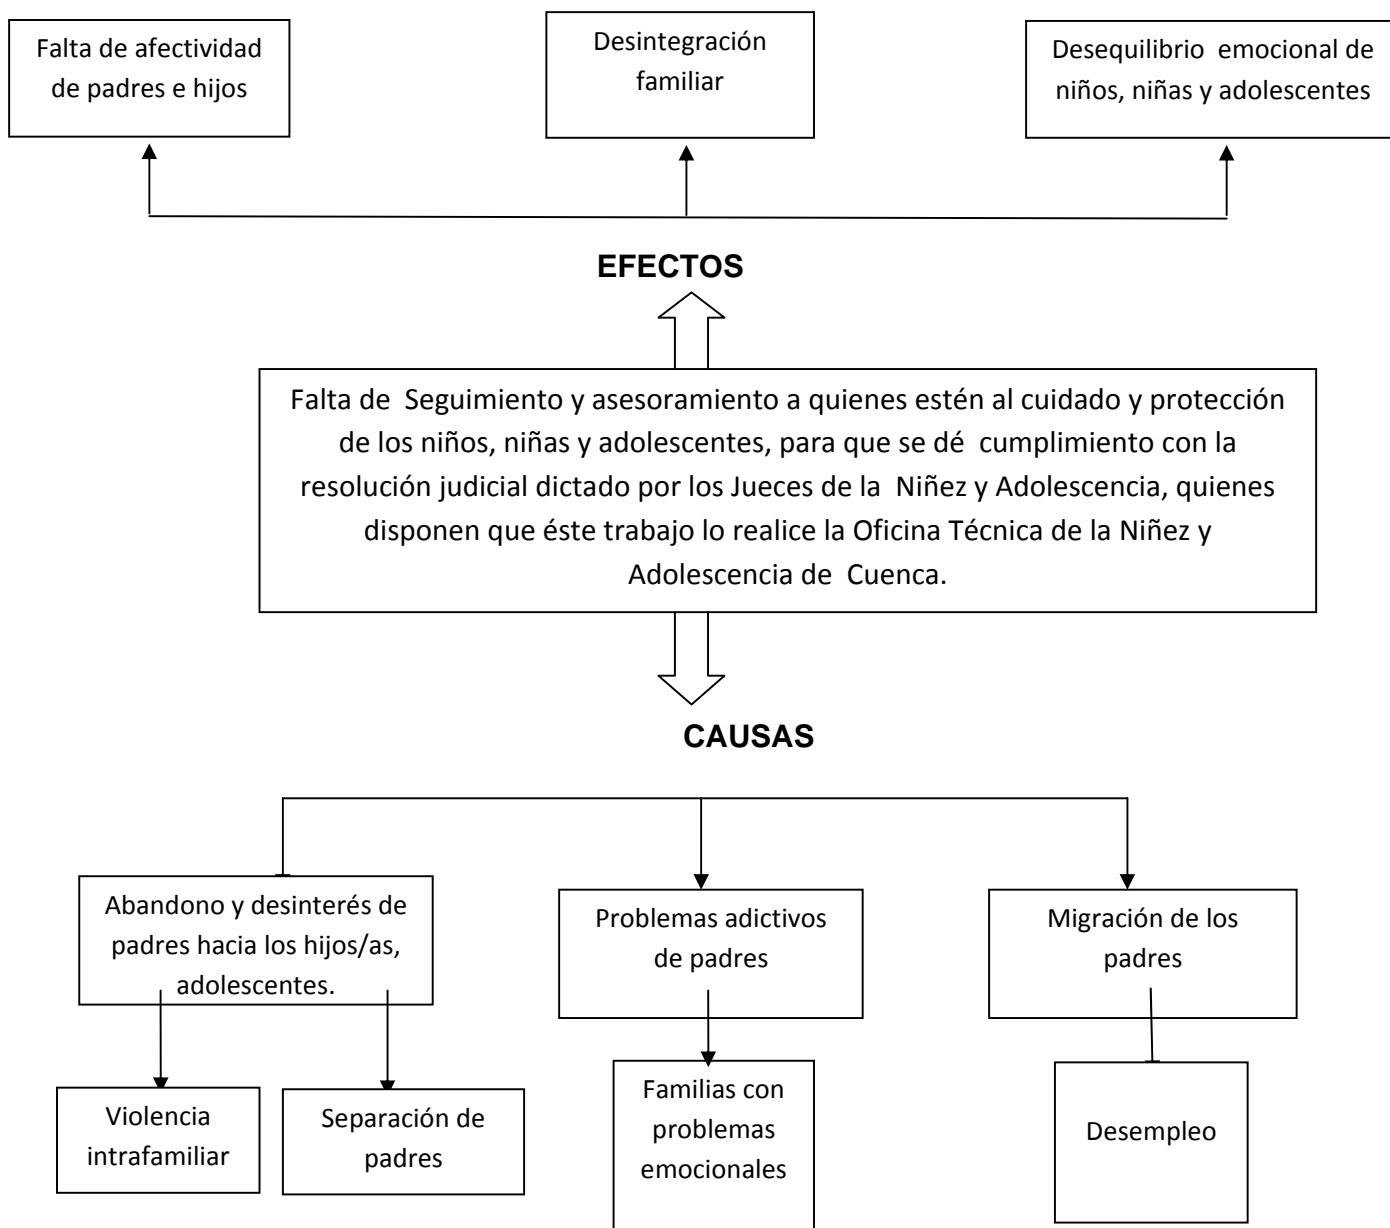 Falta de afectividad
de padres e hijos
Desintegración
familiar
Desequilibrio emocional de
niños, niñas y adolescentes
EFECTOS
Falta de Seguimiento y asesoramiento a quienes estén al cuidado y protección
de los niños, niñas y adolescentes, para que se dé cumplimiento con la
resolución judicial dictado por los Jueces de la Niñez y Adolescencia, quienes
disponen que éste trabajo lo realice la Oficina Técnica de la Niñez y
Adolescencia de Cuenca.
CAUSAS
Abandono y desinterés de
padres hacia los hijos/as,
adolescentes.
Problemas adictivos
de padres
Migración de los
padres
Violencia
intrafamiliar
Separación de
padres
Familias con
problemas
emocionales
Desempleo